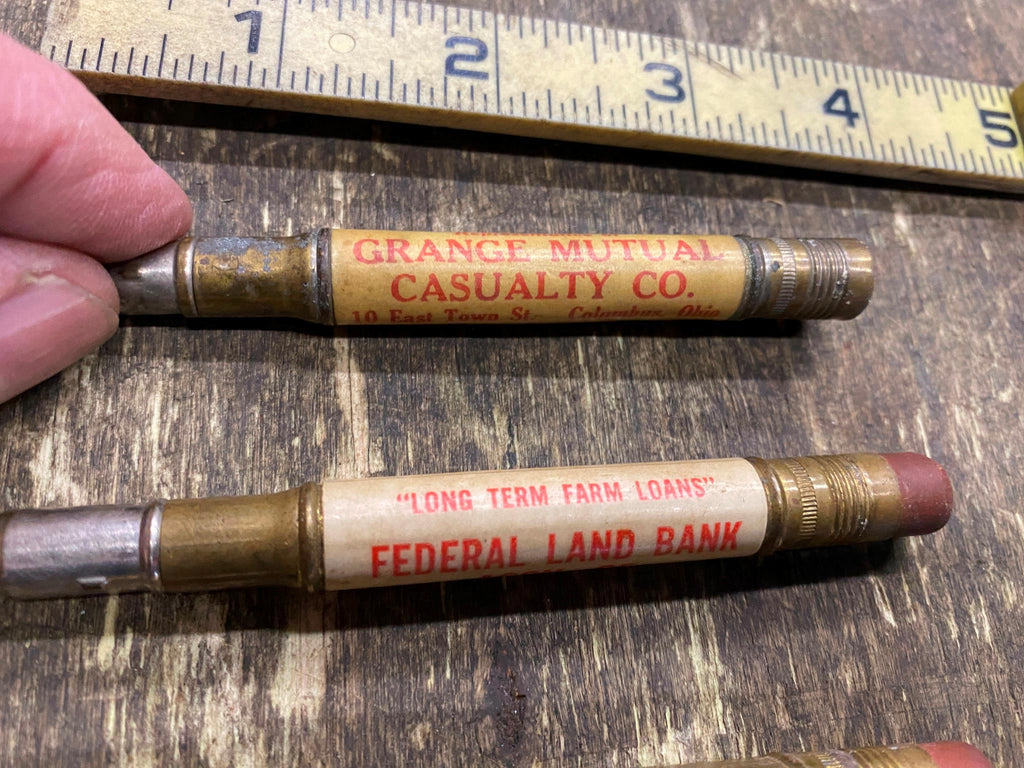 1 2 3 4 5
GRANGE MUTUAL
CASUALTY CO.
10 East Town St. Columbus, Ohio
"LONG TERM FARM LOANS"
FEDERAL LAND BANK